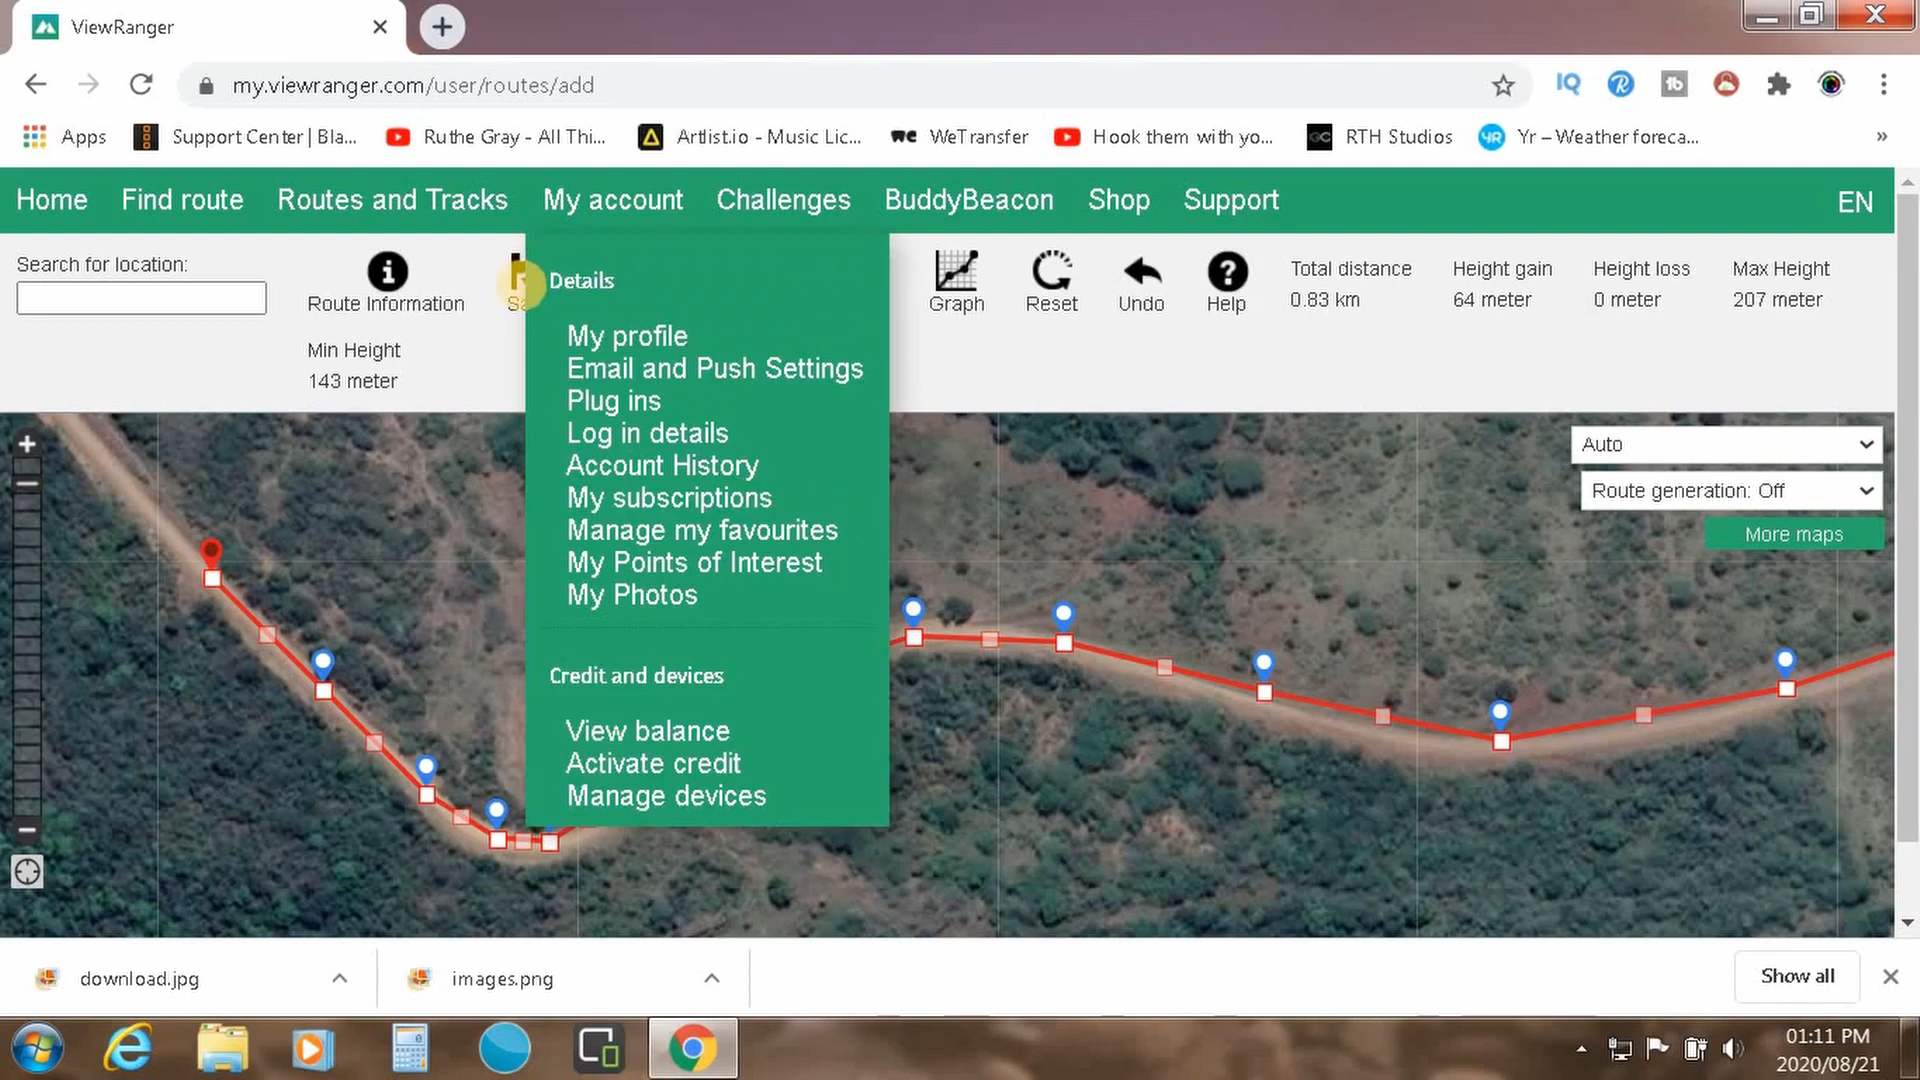 ViewRanger
my.viewranger.com/user/routes/add
Apps
Support Center | Bla...
Ruthe Gray - All Thi...
Artlist.io - Music Lic...
WeTransfer
Hook them with yo...
RTH Studios
Yr – Weather foreca...
Home
Find route
Routes and Tracks
My account
Challenges
BuddyBeacon
Shop
Support
EN
Search for location:
Route Information
Details
Graph
Reset
Undo
Help
Total distance
0.83 km
Height gain
64 meter
Height loss
0 meter
Max Height
207 meter
Min Height
143 meter
My profile
Email and Push Settings
Plug ins
Log in details
Account History
My subscriptions
Manage my favourites
My Points of Interest
My Photos
Credit and devices
View balance
Activate credit
Manage devices
Auto
Route generation: Off
More maps
download.jpg
images.png
Show all
01:11 PM
2020/08/21